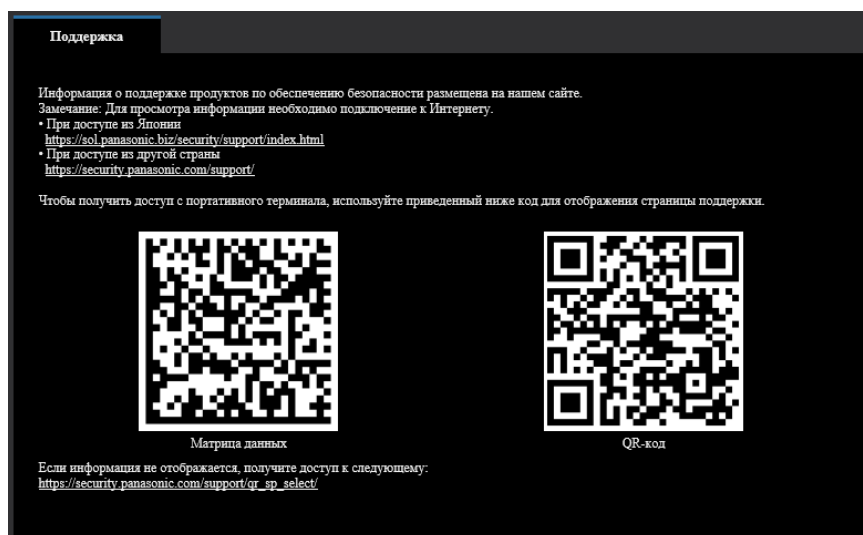 Поддержка
Информация о поддержке продуктов по обеспечению безопасности размещена на нашем сайте.
Замечание: Для просмотра информации необходимо подключение к Интернету.
• При доступе из Японии
https://sol.panasonic.biz/security/support/index.html
• При доступе из другой страны
https://security.panasonic.com/support/
Чтобы получить доступ с портативного терминала, используйте приведенный ниже код для отображения страницы поддержки.
Матрица данных
QR-код
Если информация не отображается, получите доступ к следующему:
https://security.panasonic.com/support/qr_sp_select/